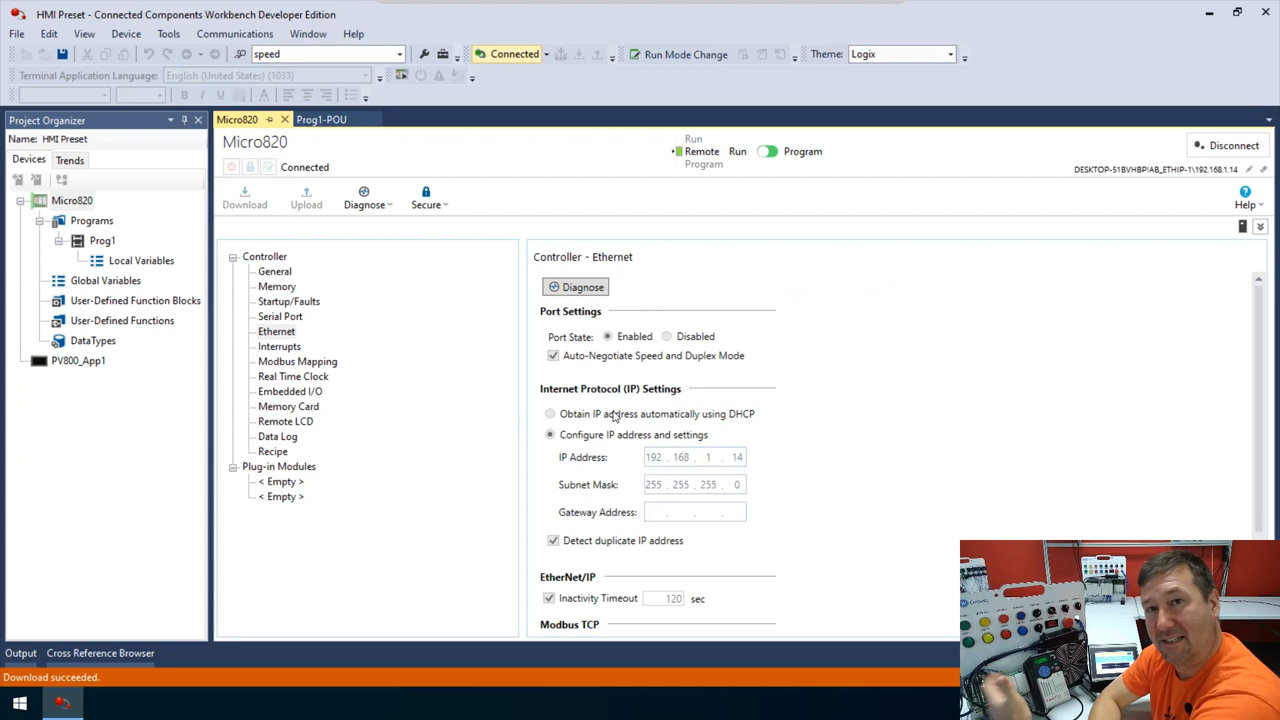 HMI Preset - Connected Components Workbench Developer Edition
File Edit View Device Tools Communications Window Help
speed Connected Run Mode Change Theme: Logix
Terminal Application Language: English (United States) (1033)
Project Organizer
Name: HMI Preset
Devices Trends
Micro820
Programs
Prog1
Local Variables
Global Variables
User-Defined Function Blocks
User-Defined Functions
DataTypes
PV800_App1
Micro820 Prog1-POU
Micro820
Connected
Run
Remote Run Program
Program
Disconnect
DESKTOP-51BVHBP!AB_ETHIP-1\192.168.1.14
Download Upload Diagnose Secure Help
Controller
General
Memory
Startup/Faults
Serial Port
Ethernet
Interrupts
Modbus Mapping
Real Time Clock
Embedded I/O
Memory Card
Remote LCD
Data Log
Recipe
Plug-in Modules
< Empty >
< Empty >
Controller - Ethernet
Diagnose
Port Settings
Port State: Enabled Disabled
Auto-Negotiate Speed and Duplex Mode
Internet Protocol (IP) Settings
Obtain IP address automatically using DHCP
Configure IP address and settings
IP Address: 192 . 168 . 1 . 14
Subnet Mask: 255 . 255 . 255 . 0
Gateway Address: . . .
Detect duplicate IP address
EtherNet/IP
Inactivity Timeout 120 sec
Modbus TCP
Output Cross Reference Browser
Download succeeded.